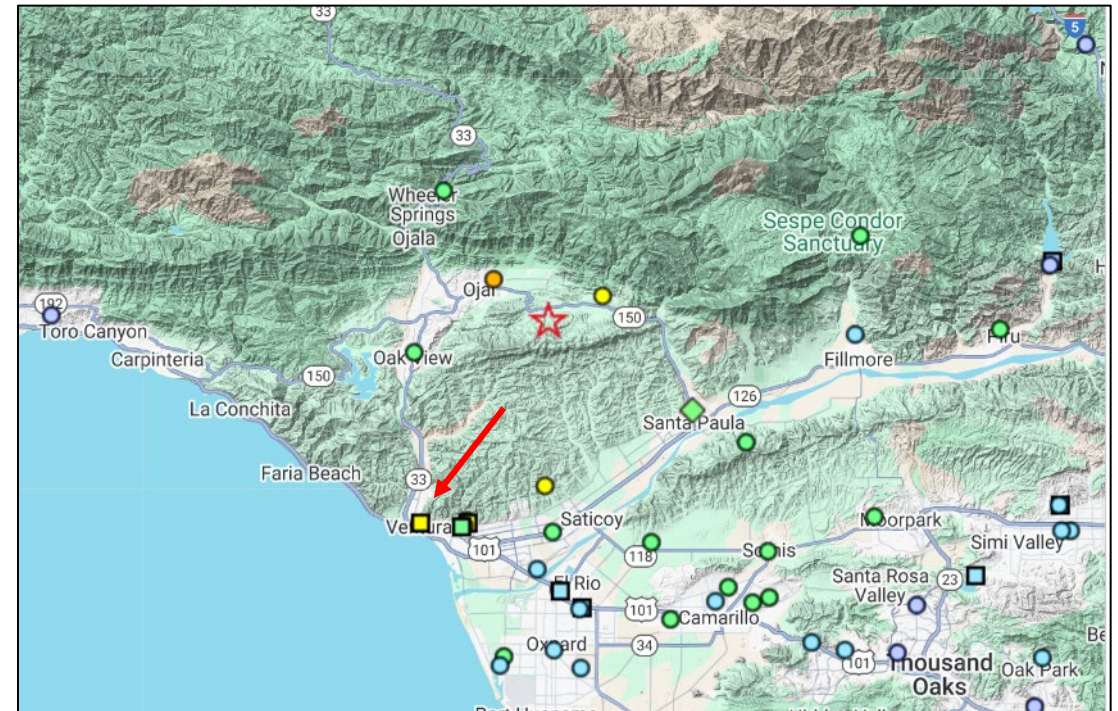 33
5
33
Wheeler
Springs
Ojala
Sespe Condor
Sanctuary
192
Toro Canyon
Ojai
150
Carpinteria
Oak View
Fillmore
Piru
150
La Conchita
126
Santa Paula
Faria Beach
33
Ventura
Saticoy
Moorpark
101
118
Somis
Simi Valley
El Rio
Santa Rosa
Valley
23
101
Camarillo
Oxnard
34
101
Thousand
Oaks
Oak Park